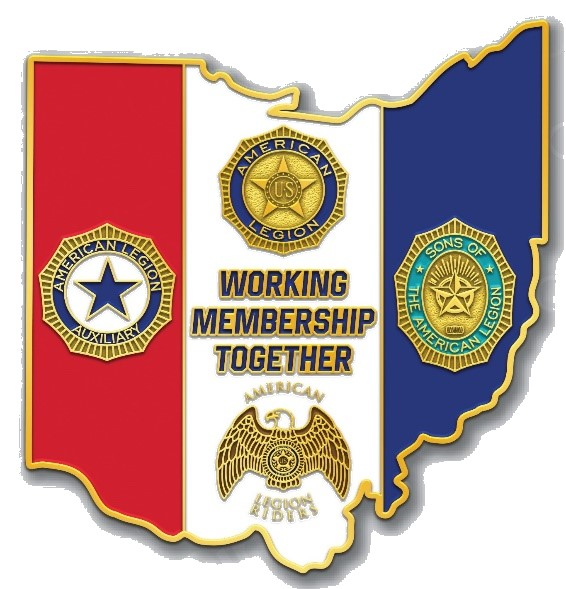 AMERICAN
US
LEGION
AMERICAN LEGION
AUXILIARY
SONS OF
THE AMERICAN LEGION
WORKING
MEMBERSHIP
TOGETHER
AMERICAN
LEGION
RIDERS